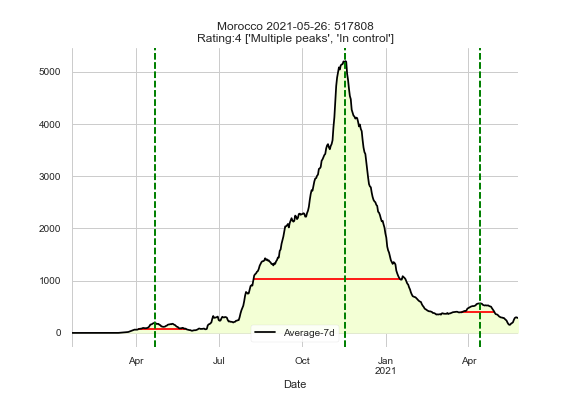 Morocco 2021-05-26: 517808
Rating:4 ['Multiple peaks', 'In control']
5000
4000
3000
2000
1000
0
Average-7d
Apr
Jul
Oct
Jan
2021
Apr
Date